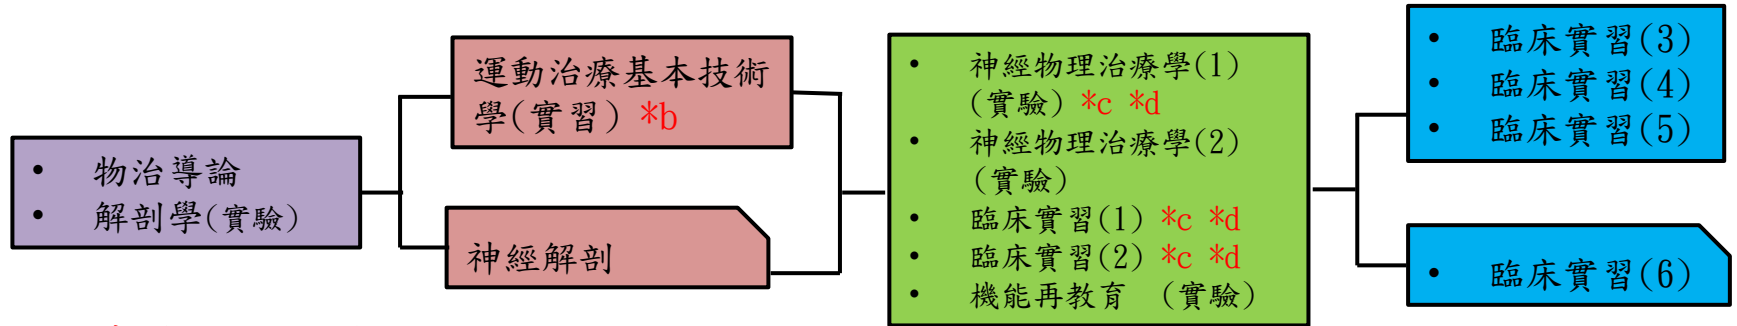 • 物治導論
• 解剖學(實驗)
運動治療基本技術
學(實習) *b
神經解剖
• 神經物理治療學(1)
(實驗) *c *d
• 神經物理治療學(2)
(實驗)
• 臨床實習(1) *c *d
• 臨床實習(2) *c *d
• 機能再教育 (實驗)
• 臨床實習(3)
• 臨床實習(4)
• 臨床實習(5)
• 臨床實習(6)